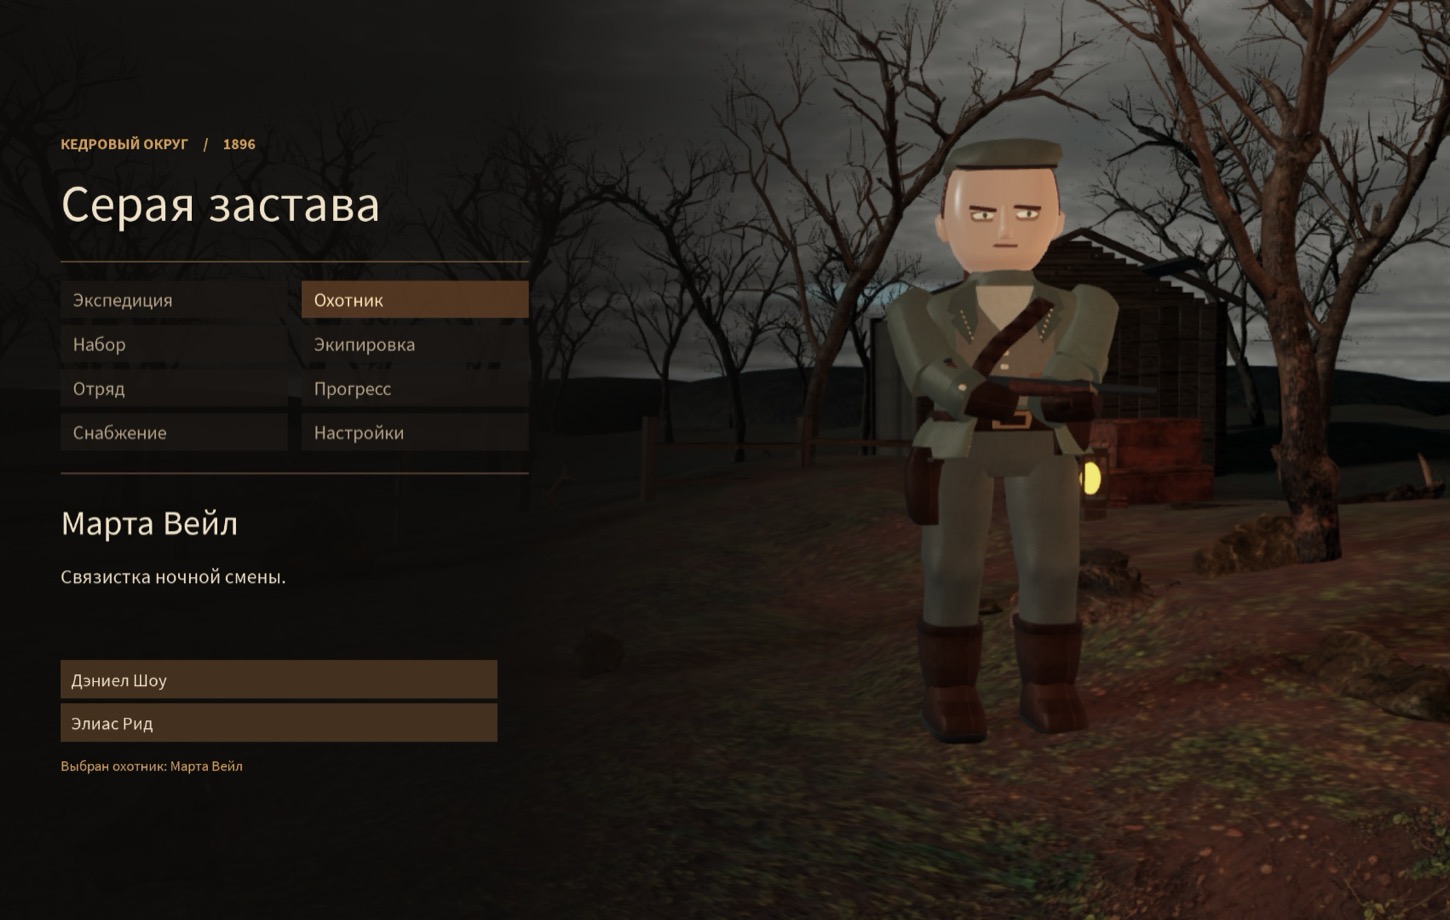 КЕДРОВЫЙ ОКРУГ / 1896
Серая застава
Экспедиция
Охотник
Набор
Экипировка
Отряд
Прогресс
Снабжение
Настройки
Марта Вейл
Связистка ночной смены.
Дэниел Шоу
Элиас Рид
Выбран охотник: Марта Вейл